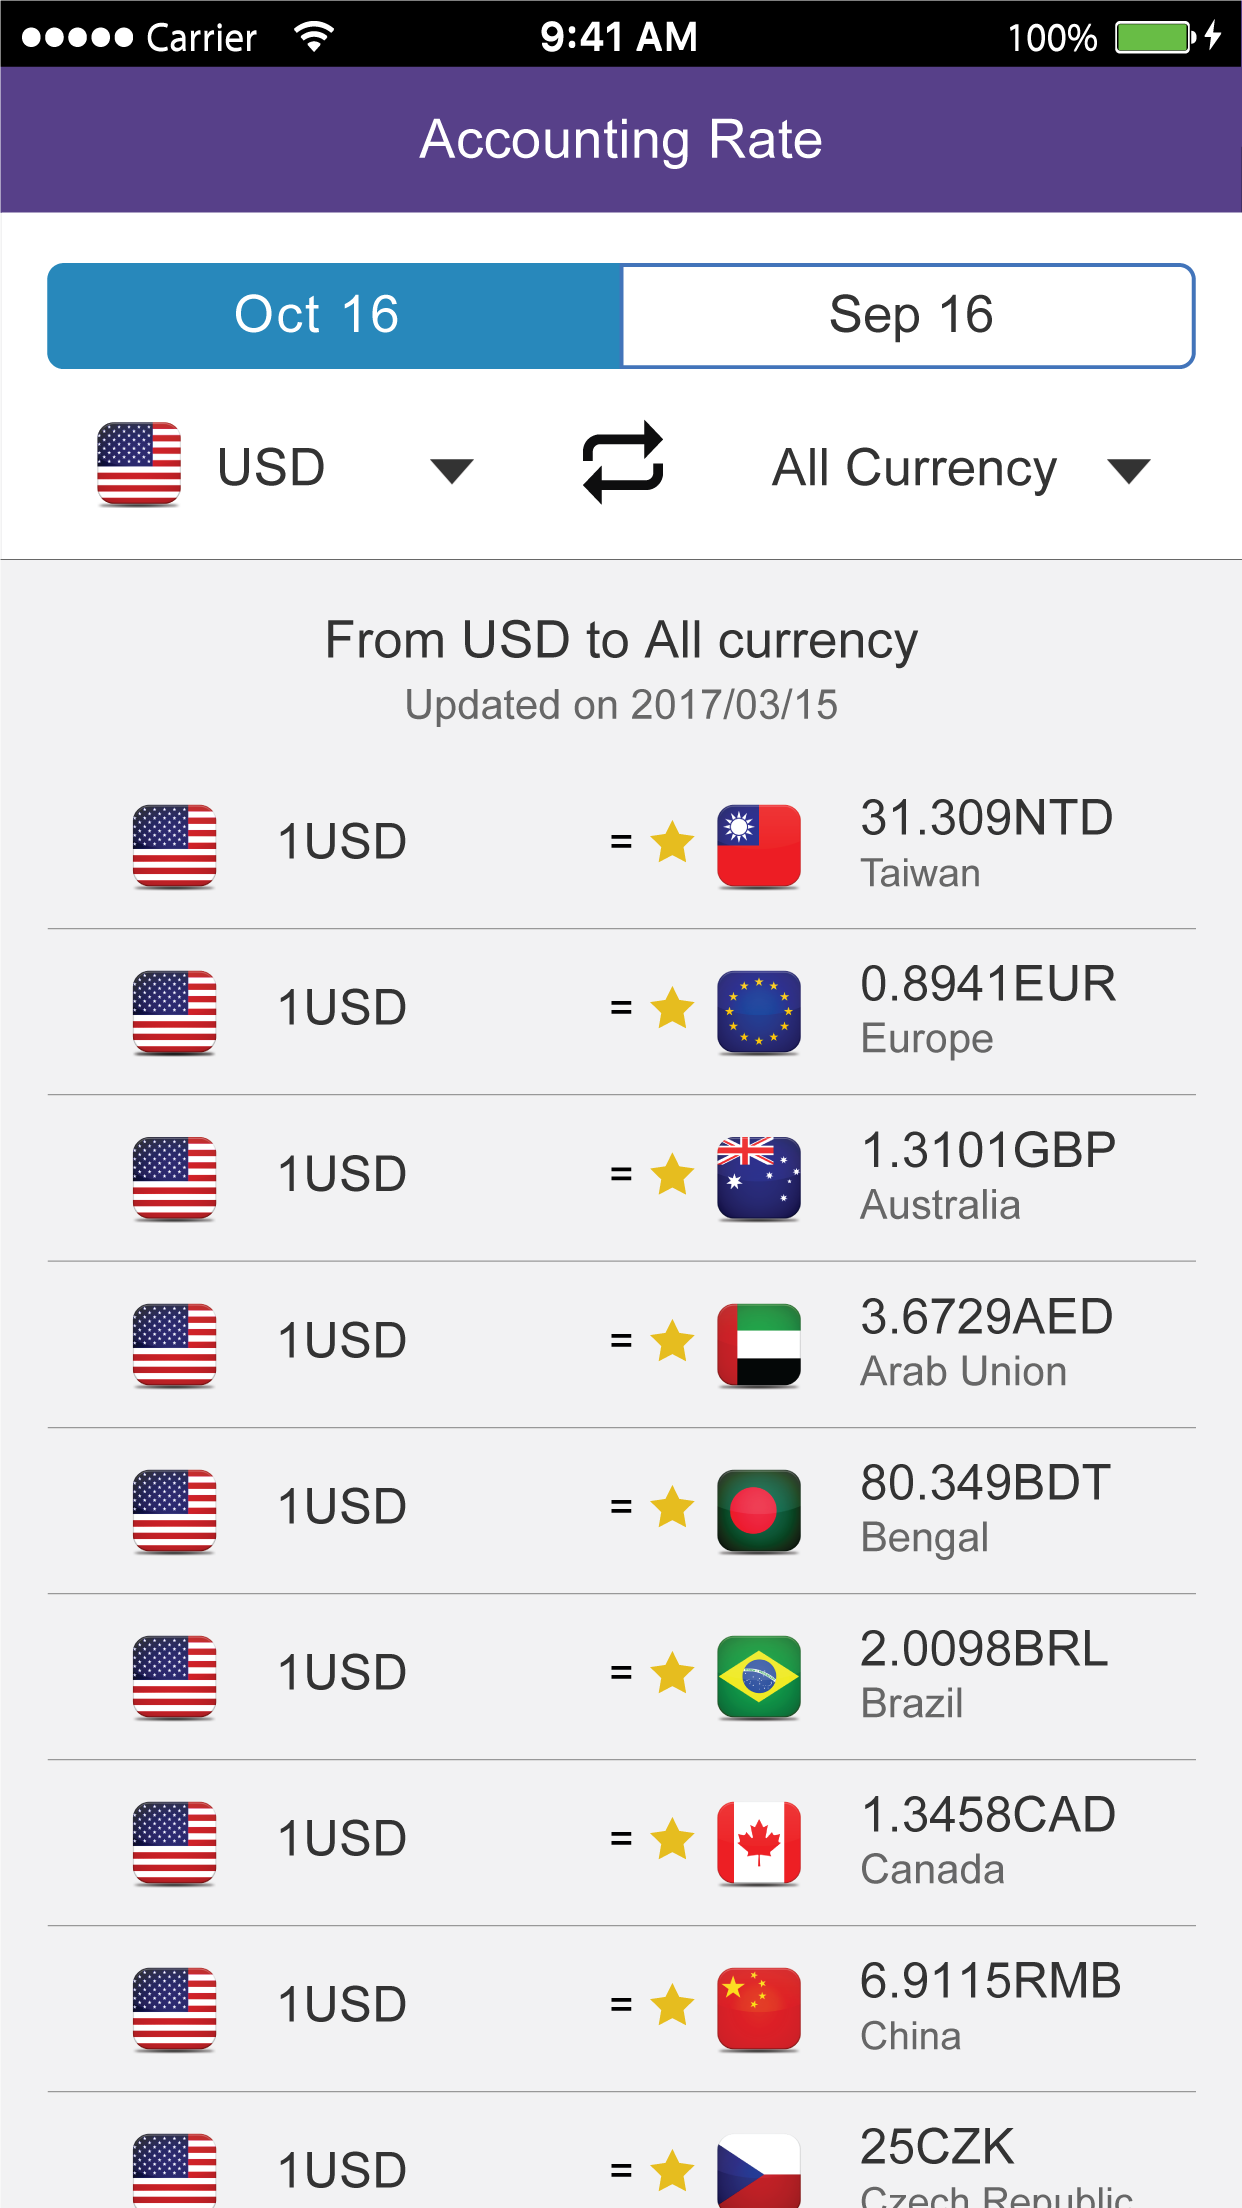 Carrier 9:41 AM 100%
Accounting Rate
Oct 16 Sep 16
USD All Currency
From USD to All currency
Updated on 2017/03/15
1USD = 31.309NTD
Taiwan
1USD = 0.8941EUR
Europe
1USD = 1.3101GBP
Australia
1USD = 3.6729AED
Arab Union
1USD = 80.349BDT
Bengal
1USD = 2.0098BRL
Brazil
1USD = 1.3458CAD
Canada
1USD = 6.9115RMB
China
1USD = 25CZK
Czech Republic